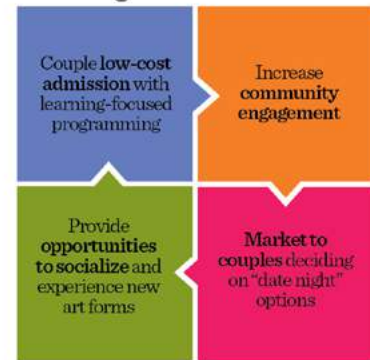 Couple low-cost
admission with
learning-focused
programming
Increase
community
engagement
Provide
opportunities
to socialize and
experience new
art forms
Market to
couples deciding
on "date night"
options